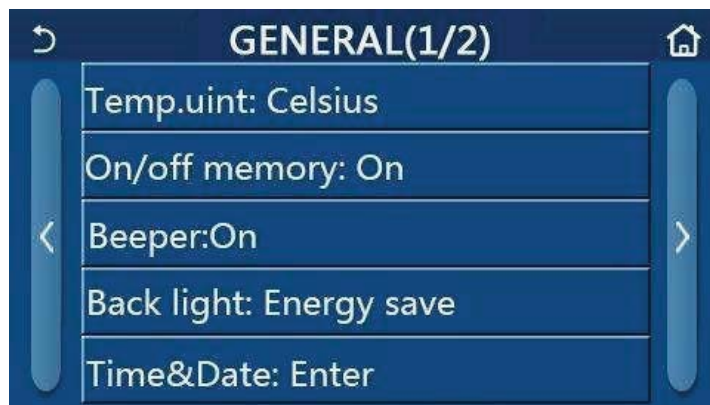 GENERAL(1/2)
Temp.uint: Celsius
On/off memory: On
Beeper:On
Back light: Energy save
Time&Date: Enter